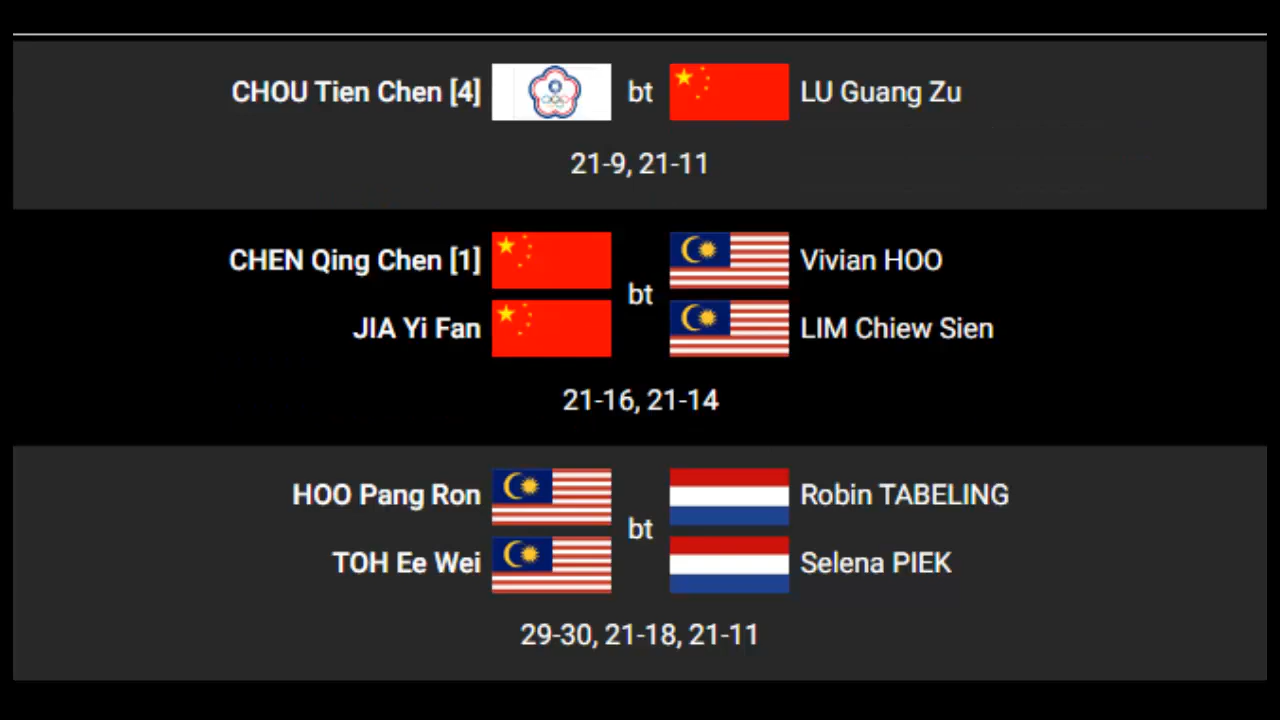 CHOU Tien Chen [4] bt LU Guang Zu
21-9, 21-11
CHEN Qing Chen [1] Vivian HOO
bt
JIA Yi Fan LIM Chiew Sien
21-16, 21-14
HOO Pang Ron Robin TABELING
bt
TOH Ee Wei Selena PIEK
29-30, 21-18, 21-11